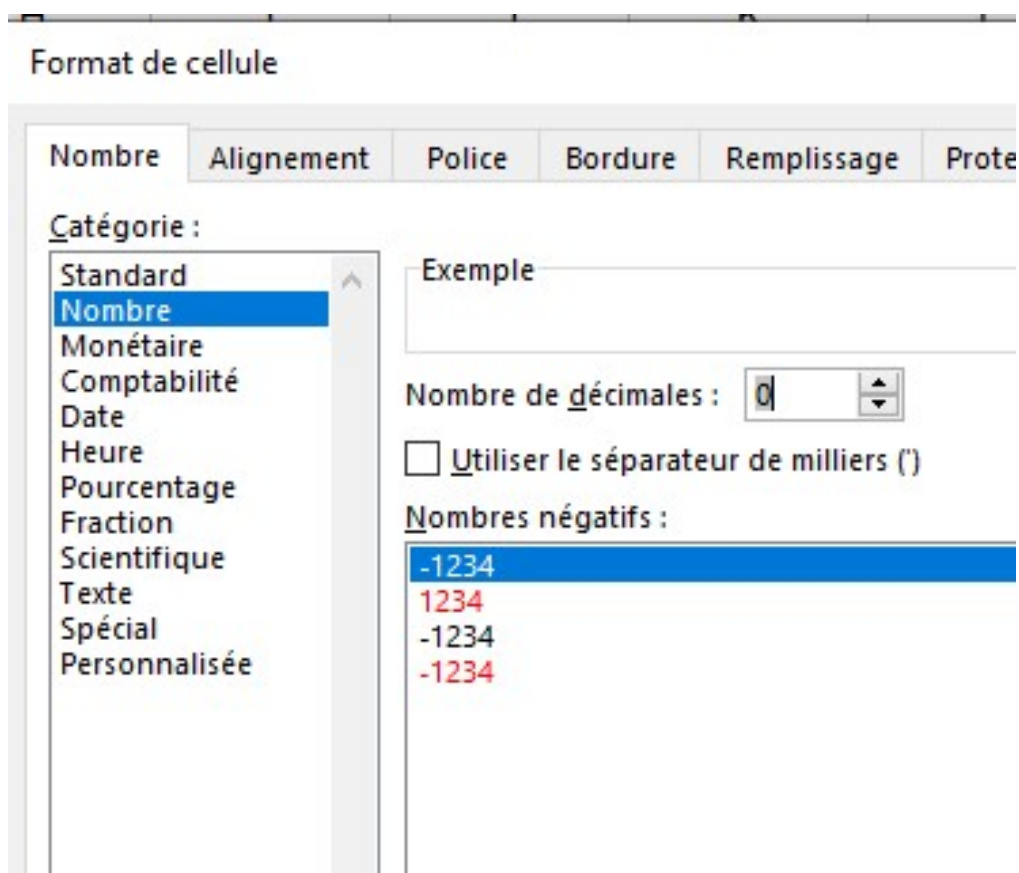 Format de cellule
Nombre Alignement Police Bordure Remplissage Prote
Catégorie :
Standard
Nombre
Monétaire
Comptabilité
Date
Heure
Pourcentage
Fraction
Scientifique
Texte
Spécial
Personnalisée
Exemple
Nombre de décimales : 0
Utiliser le séparateur de milliers (')
Nombres négatifs :
-1234
1234
-1234
-1234